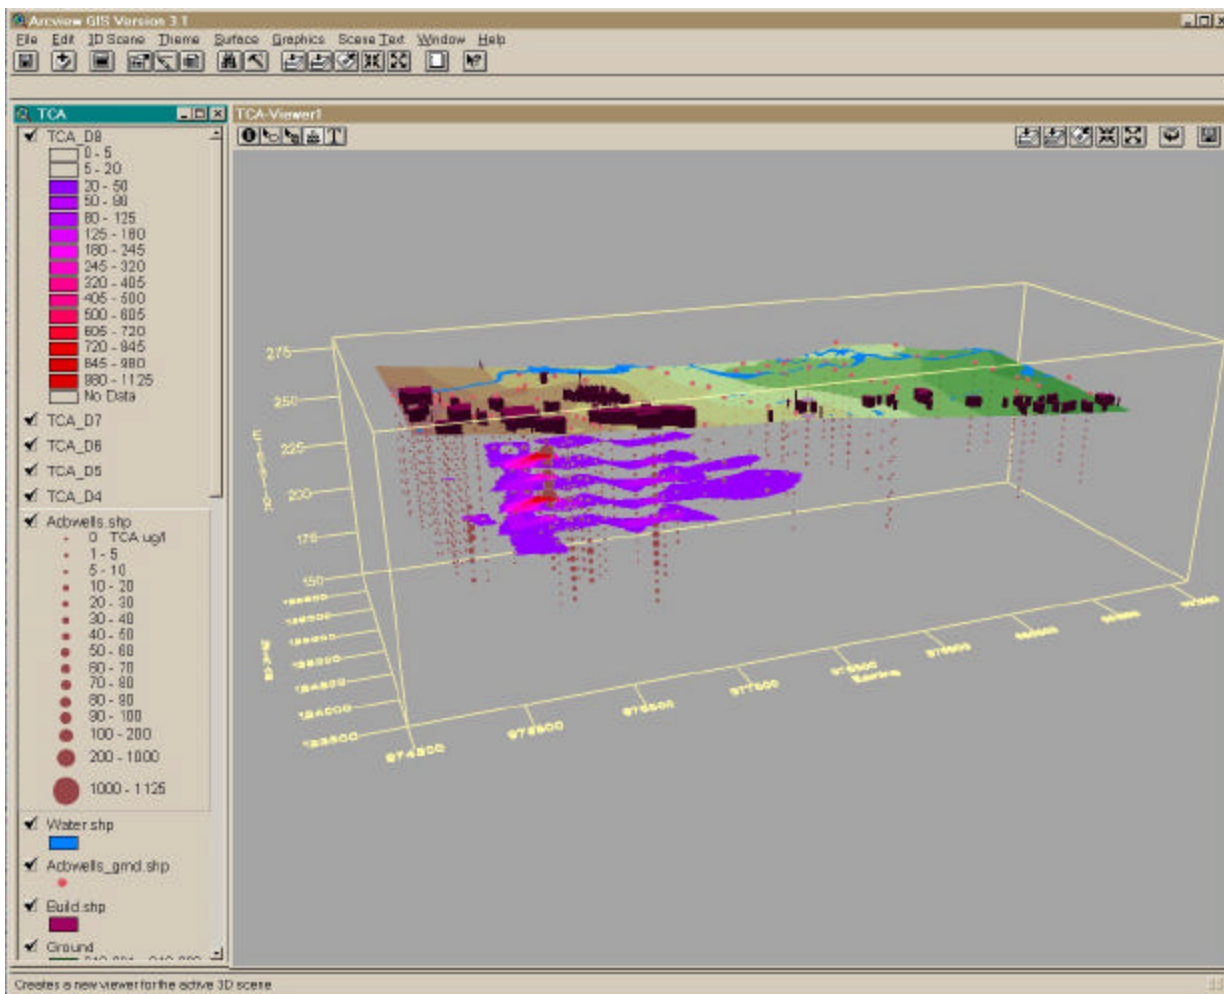 Arcview GIS Version 3.1
File Edit 3D Scene Theme Surface Graphics Scene Text Window Help
TCA
TCA-Viewer1
TCA_D8
0 - 5
5 - 20
20 - 50
50 - 80
80 - 125
125 - 180
180 - 245
245 - 320
320 - 405
405 - 500
500 - 605
605 - 720
720 - 845
845 - 980
980 - 1125
No Data
TCA_D7
TCA_D6
TCA_D5
TCA_D4
Acbwells.shp
0 TCA ug/l
1 - 5
5 - 10
10 - 20
20 - 30
30 - 40
40 - 50
50 - 60
60 - 70
70 - 80
80 - 90
90 - 100
100 - 200
200 - 1000
1000 - 1125
Water.shp
Acbwells_grnd.shp
Build.shp
Ground
275
250
225
200
175
150
974800
Creates a new viewer for the active 3D scene